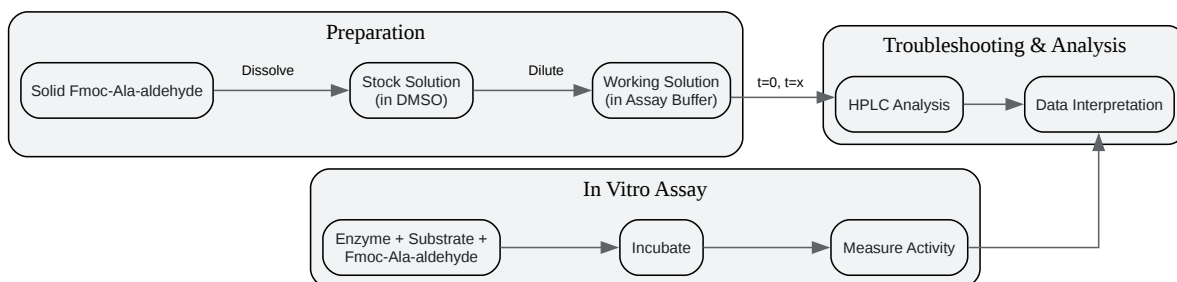 Preparation
Solid Fmoc-Ala-aldehyde
Dissolve
Stock Solution
(in DMSO)
Dilute
Working Solution
(in Assay Buffer)
t=0, t=x
Troubleshooting & Analysis
HPLC Analysis
Data Interpretation
In Vitro Assay
Enzyme + Substrate +
Fmoc-Ala-aldehyde
Incubate
Measure Activity